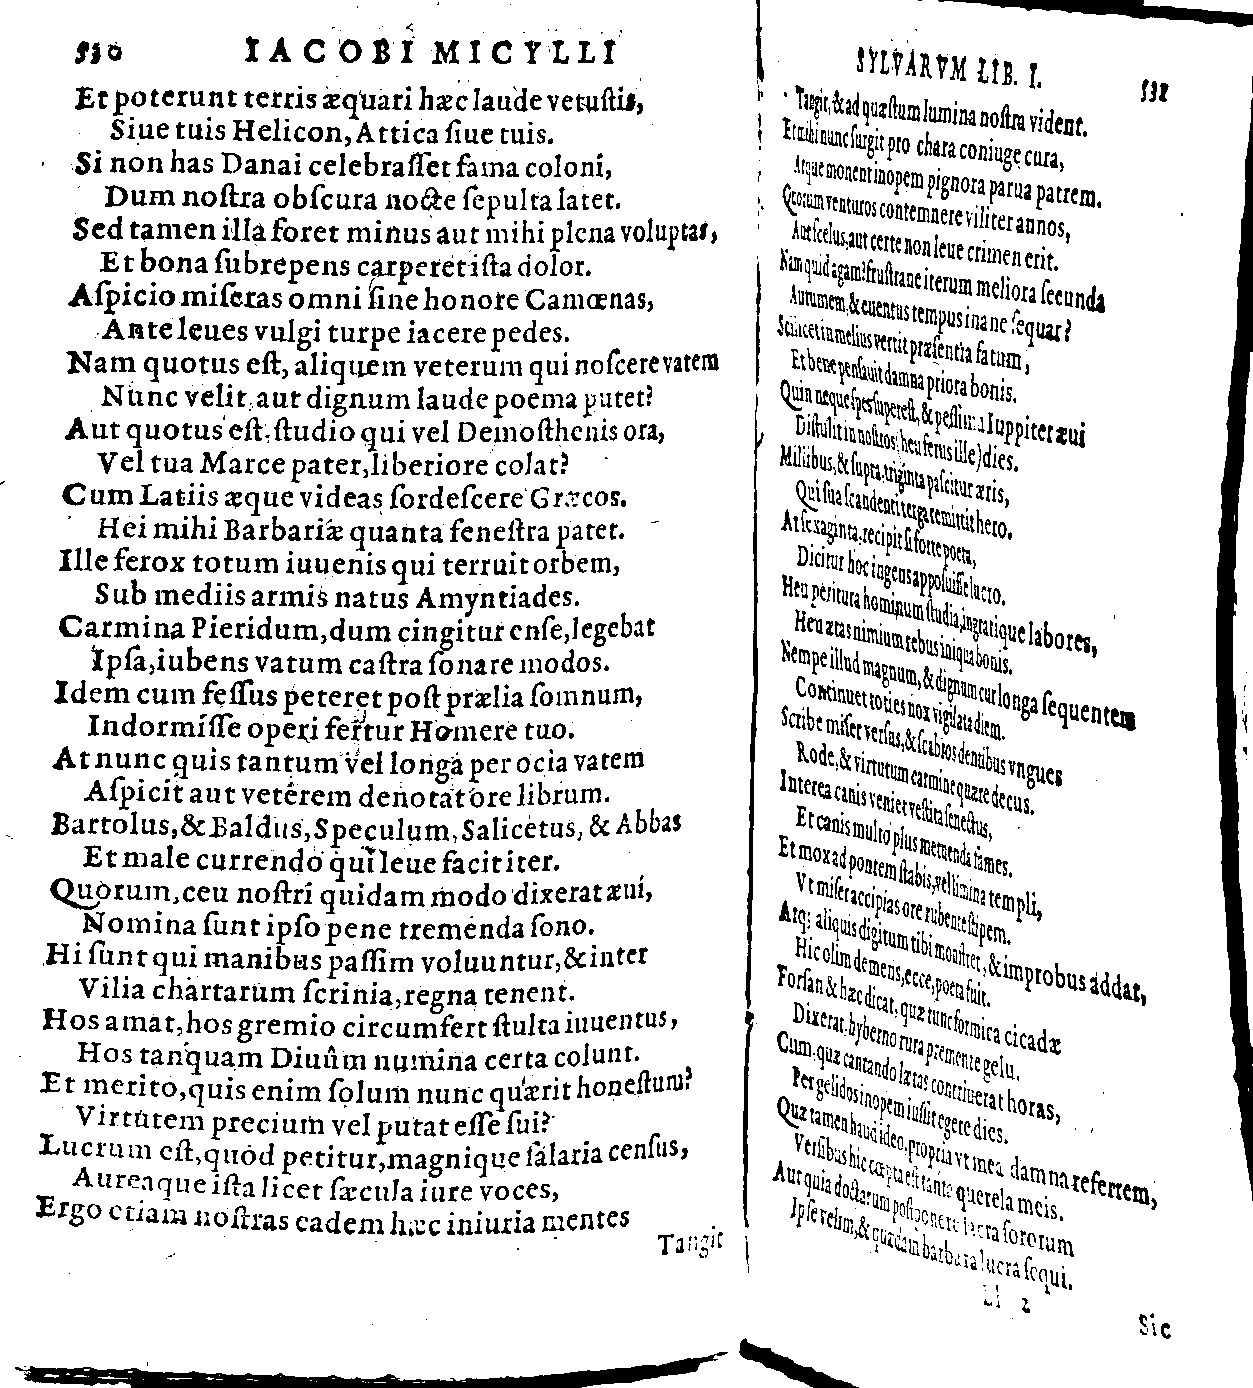 530 IACOBI MICYLLI
Et poterunt terris æquari hæc laude vetustis,
Siue tuis Helicon, Attica siue tuis.
Si non has Danai celebrasset fama coloni,
Dum nostra obscura nocte sepulta latet.
Sed tamen illa foret minus aut mihi plena voluptas,
Et bona subrepens carperet ista dolor.
Aspicio miseras omni sine honore Camœnas,
Ante leues vulgi turpe iacere pedes.
Nam quotus est, aliquem veterum qui noscere vatem
Nunc velit, aut dignum laude poema putet?
Aut quotus est, studio qui vel Demosthenis ora,
Vel tua Marce pater, liberiore colat?
Cum Latiis æque videas sordescere Græcos.
Hei mihi Barbariæ quanta fenestra patet.
Ille ferox totum iuuenis qui terruit orbem,
Sub mediis armis natus Amyntiades.
Carmina Pieridum, dum cingitur ense, legebat
Ipsa, iubens vatum castra sonare modos.
Idem cum fessus peteret post prælia somnum,
Indormisse operi fertur Homere tuo.
At nunc quis tantum vel longa per ocia vatem
Aspicit aut veterem denotat ore librum.
Bartolus, & Baldus, Speculum, Salicetus, & Abbas
Et male currendo qui leue facit iter.
Quorum, ceu nostri quidam modo dixerat æui,
Nomina sunt ipso pene tremenda sono.
Hi sunt qui manibus passim voluuntur, & inter
Vilia chartarum scrinia, regna tenent.
Hos amat, hos gremio circumfert stulta iuuentus,
Hos tanquam Diuûm numina certa colunt.
Et merito, quis enim solum nunc quærit honestum?
Virtutem precium vel putat esse sui?
Lucrum est, quod petitur, magnique salaria census,
Aurea que ista licet sæcula iure voces,
Ergo etiam nostras eadem hæc iniuria mentes
Tangit
SYLVARVM LIB. I. 531
Tangit, & ad quæstum lumina nostra vident.
Et mihi nunc surgit pro chara coniuge cura,
Atque monent inopem pignora parua patrem.
Quorum venturos contemnere viliter annos,
Aut scelus, aut certe non leue crimen erit.
Nam quid agam? frustrane iterum meliora secunda
Autumem, & euentus tempus inane sequar?
Scilicet in melius vertit præsentia fatum,
Et bene pensauit damna priora bonis.
Quin neque spes superest, & pessima Iuppiter æui
Distulit in nostros (heu ferus ille) dies.
Millibus, & supra, triginta pascitur æris,
Qui sua scandenti terga remittit hero.
At sexaginta, recipit si forte poeta,
Dicitur hoc ingens apposuisse lucro.
Heu peritura hominum studia, ingratique labores,
Heu ætas nimium rebus iniqua bonis.
Nempe illud magnum, & dignum cur longa sequentem
Continuet toties nox vigilata diem.
Scribe miser versus, & scabros dentibus vngues
Rode, & virtutum carmine quære decus.
Interea canis veniet vestita senectus,
Et canis multo plus metuenda fames.
Et mox ad pontem stabis, vel limina templi,
Vt miser accipias ore rubente stipem.
Atq; aliquis digitum tibi monstret, & improbus addat,
Hic olim demens, ecce, poeta fuit.
Forsan & hæc dicat, quæ tunc formica cicadæ
Dixerat, hyberno rura premente gelu.
Cum, quæ cantando lætas contriuerat horas,
Per gelidos inopem iussit egere dies.
Quæ tamen haud ideo, propria vt mea damna referrem,
Versibus hic cœpta est tanta querela meis.
Aut quia doctarum postponere sacra sororum
Ipse velim, & quædam barbara lucra sequi.
Ll 2
Sic